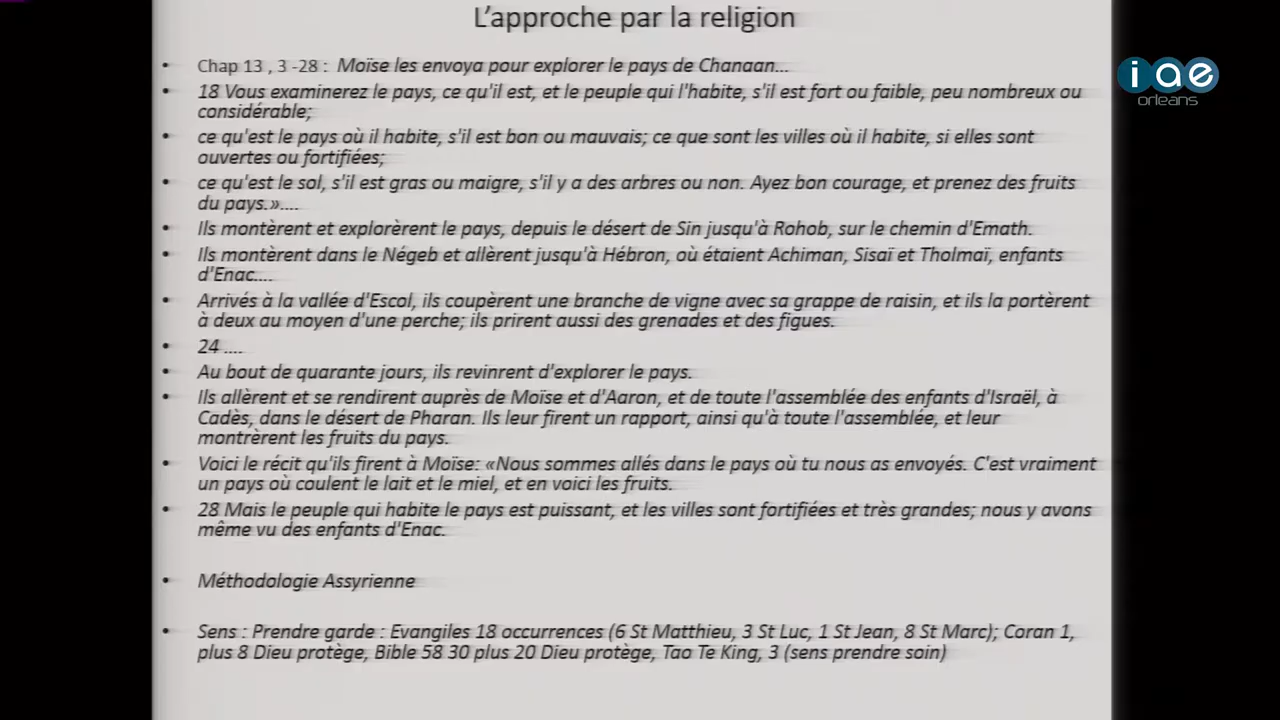 L'approche par la religion
• Chap 13 , 3 -28 : Moïse les envoya pour explorer le pays de Chanaan...
• 18 Vous examinerez le pays, ce qu'il est, et le peuple qui l'habite, s'il est fort ou faible, peu nombreux ou
considérable;
• ce qu'est le pays où il habite, s'il est bon ou mauvais; ce que sont les villes où il habite, si elles sont
ouvertes ou fortifiées;
• ce qu'est le sol, s'il est gras ou maigre, s'il y a des arbres ou non. Ayez bon courage, et prenez des fruits
du pays.»....
• Ils montèrent et explorèrent le pays, depuis le désert de Sin jusqu'à Rohob, sur le chemin d'Emath.
• Ils montèrent dans le Négeb et allèrent jusqu'à Hébron, où étaient Achiman, Sisaï et Tholmaï, enfants
d'Enac....
• Arrivés à la vallée d'Escol, ils coupèrent une branche de vigne avec sa grappe de raisin, et ils la portèrent
à deux au moyen d'une perche; ils prirent aussi des grenades et des figues.
• 24 ....
• Au bout de quarante jours, ils revinrent d'explorer le pays.
• Ils allèrent et se rendirent auprès de Moïse et d'Aaron, et de toute l'assemblée des enfants d'Israël, à
Cadès, dans le désert de Pharan. Ils leur firent un rapport, ainsi qu'à toute l'assemblée, et leur
montrèrent les fruits du pays.
• Voici le récit qu'ils firent à Moïse: «Nous sommes allés dans le pays où tu nous as envoyés. C'est vraiment
un pays où coulent le lait et le miel, et en voici les fruits.
• 28 Mais le peuple qui habite le pays est puissant, et les villes sont fortifiées et très grandes; nous y avons
même vu des enfants d'Enac.
• Méthodologie Assyrienne
• Sens : Prendre garde : Evangiles 18 occurrences (6 St Matthieu, 3 St Luc, 1 St Jean, 8 St Marc); Coran 1,
plus 8 Dieu protège, Bible 58 30 plus 20 Dieu protège, Tao Te King, 3 (sens prendre soin)
iae
orleans